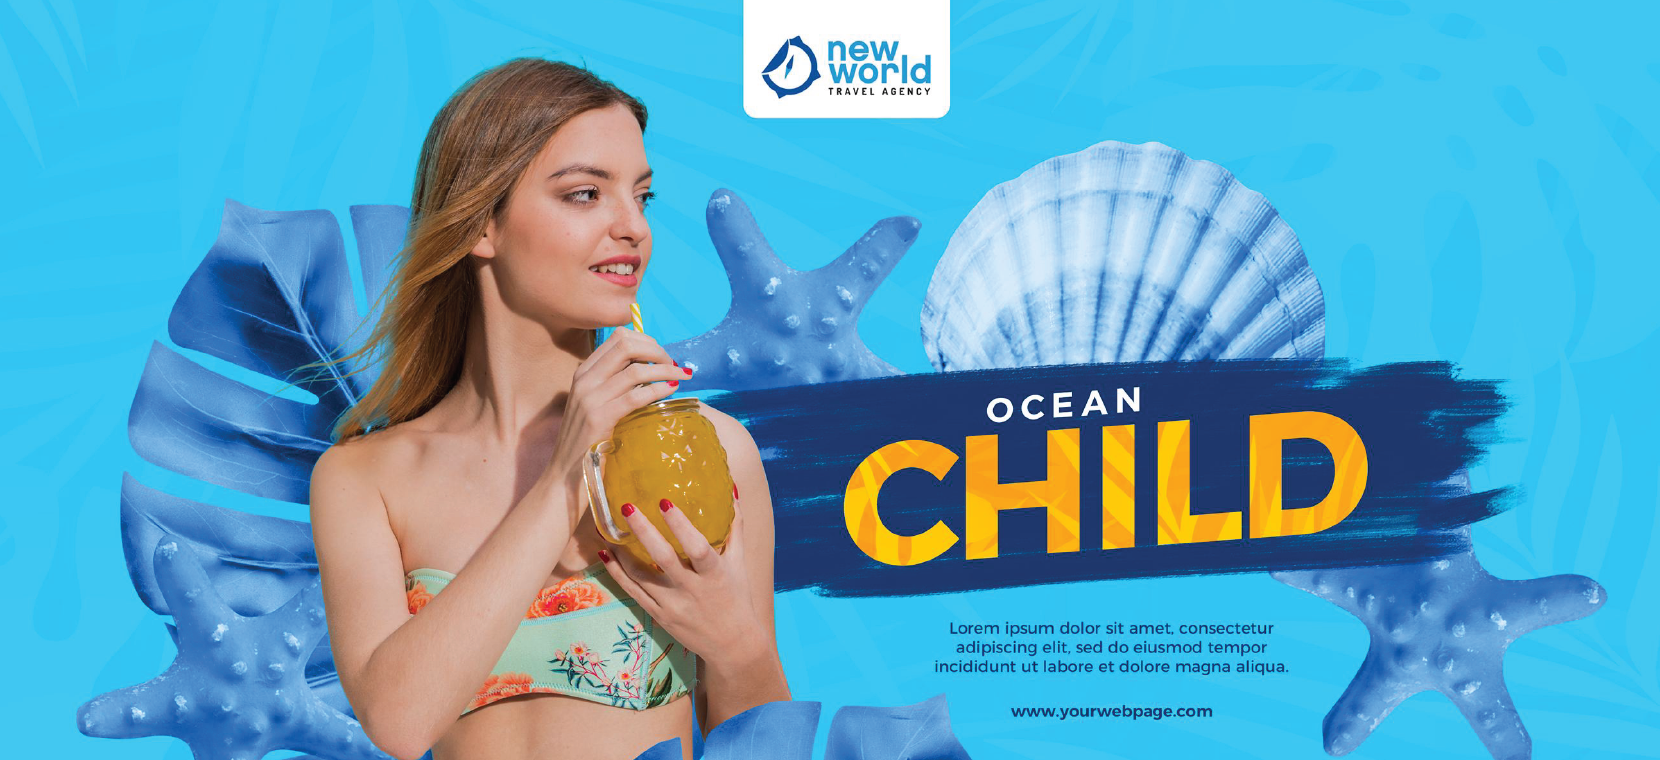 new
world
TRAVEL AGENCY
OCEAN
CHILD
Lorem ipsum dolor sit amet, consectetur
adipiscing elit, sed do eiusmod tempor
incididunt ut labore et dolore magna aliqua.
www.yourwebpage.com